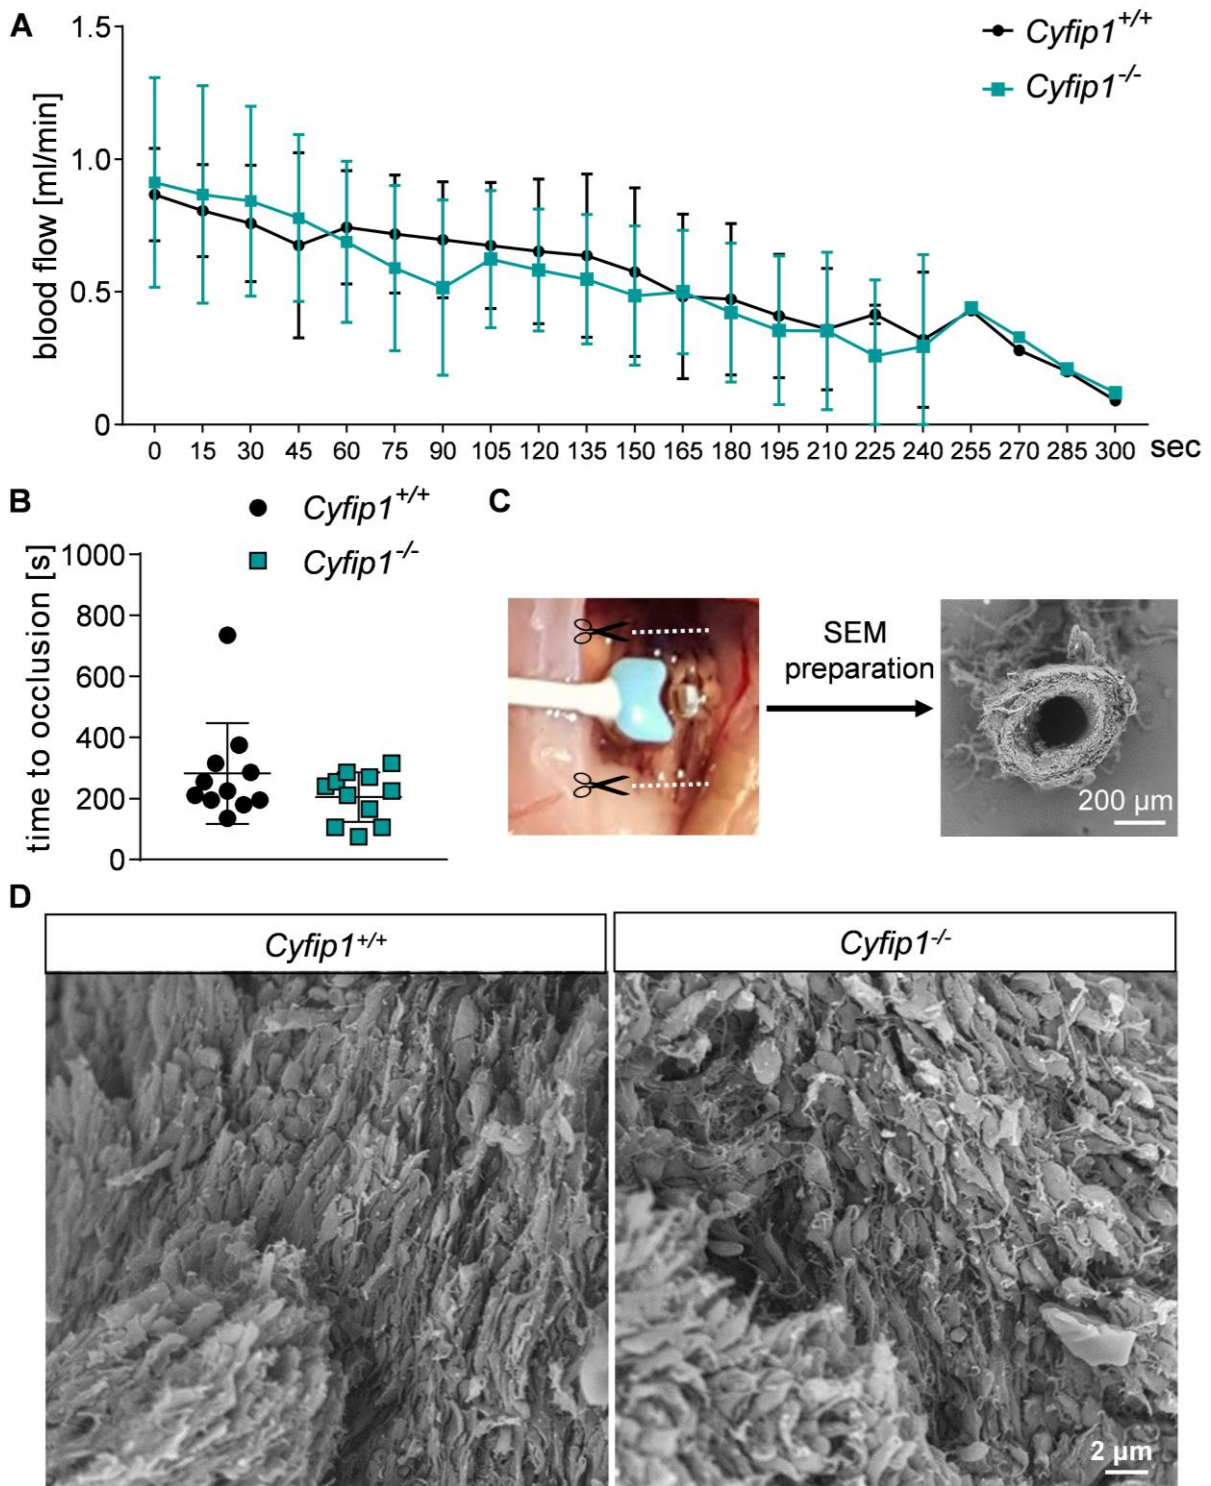 A
1.5
1.0
0.5
0
blood flow [ml/min]
Cyfip1+/+
Cyfip1-/-
0 15 30 45 60 75 90 105 120 135 150 165 180 195 210 225 240 255 270 285 300 sec
B
Cyfip1+/+
Cyfip1-/-
1000
800
600
400
200
0
time to occlusion [s]
C
SEM
preparation
200 µm
D
Cyfip1+/+
Cyfip1-/-
2 µm